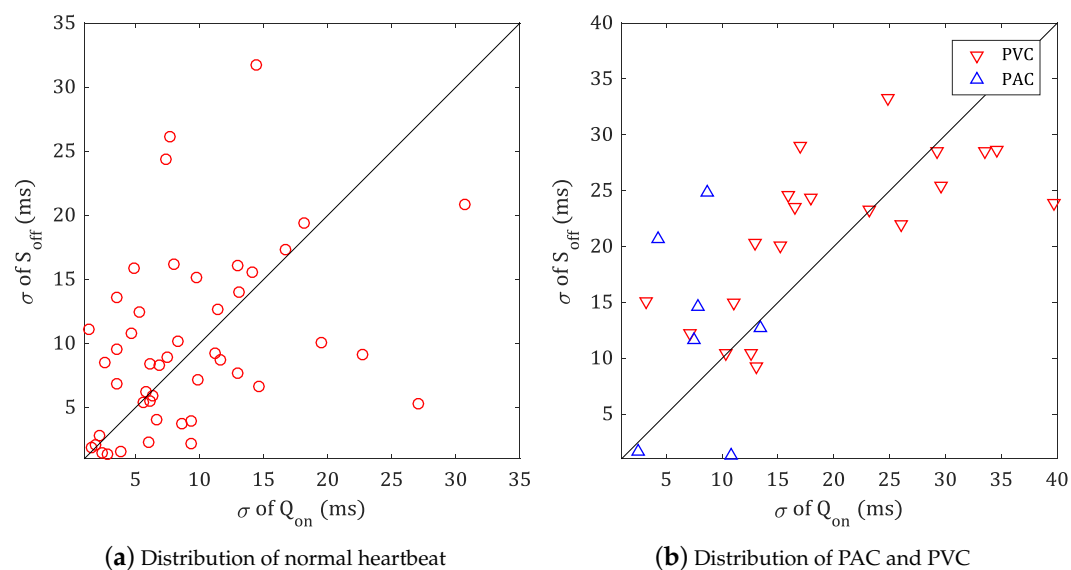 35
30
25
20
15
10
5
σ of S_off (ms)
5 10 15 20 25 30 35
σ of Q_on (ms)
(a) Distribution of normal heartbeat
40
35
30
25
20
15
10
5
σ of S_off (ms)
PVC
PAC
5 10 15 20 25 30 35 40
σ of Q_on (ms)
(b) Distribution of PAC and PVC